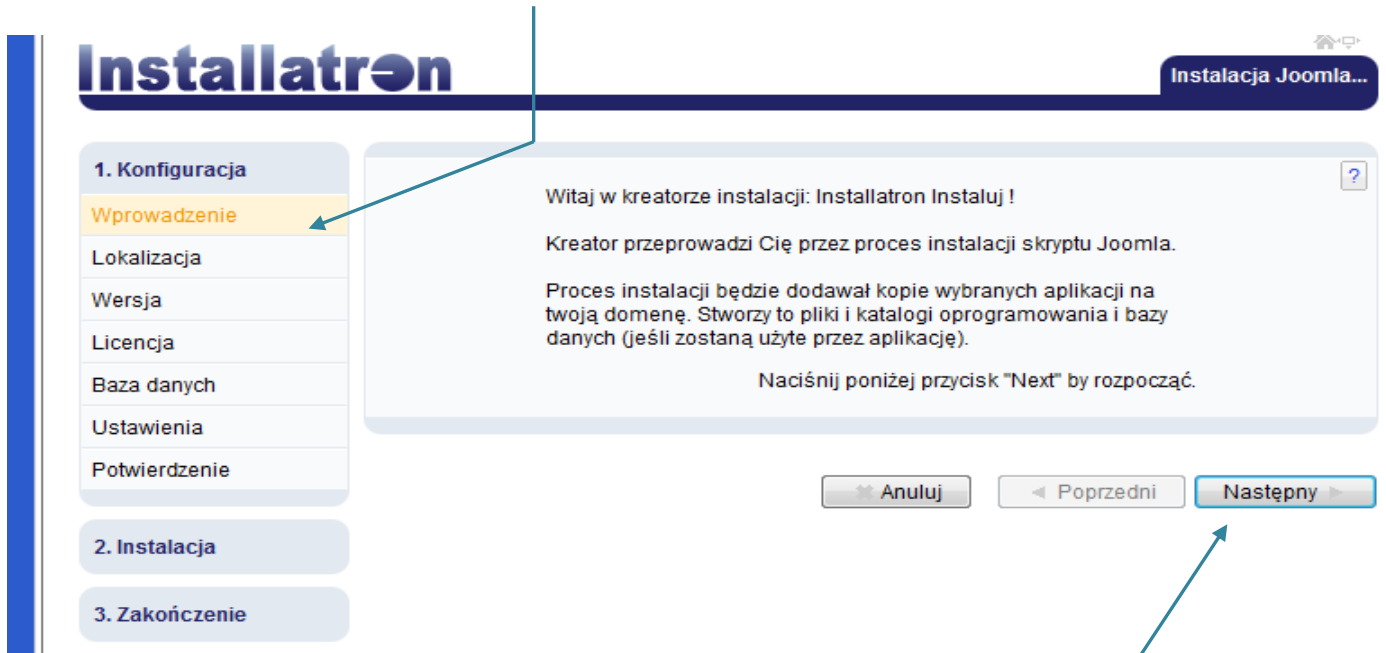 Installatron
Instalacja Joomla...
1. Konfiguracja
Wprowadzenie
Lokalizacja
Wersja
Licencja
Baza danych
Ustawienia
Potwierdzenie
2. Instalacja
3. Zakończenie
?
Witaj w kreatorze instalacji: Installatron Instaluj !
Kreator przeprowadzi Cię przez proces instalacji skryptu Joomla.
Proces instalacji będzie dodawał kopie wybranych aplikacji na
twoją domenę. Stworzy to pliki i katalogi oprogramowania i bazy
danych (jeśli zostaną użyte przez aplikację).
Naciśnij poniżej przycisk "Next" by rozpocząć.
Anuluj
Poprzedni
Następny